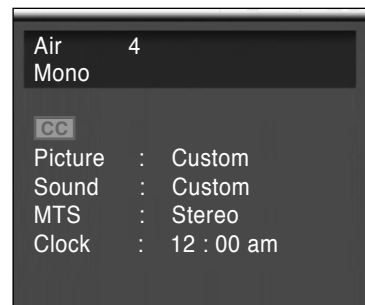 Air 4
Mono
CC
Picture : Custom
Sound : Custom
MTS : Stereo
Clock : 12 : 00 am